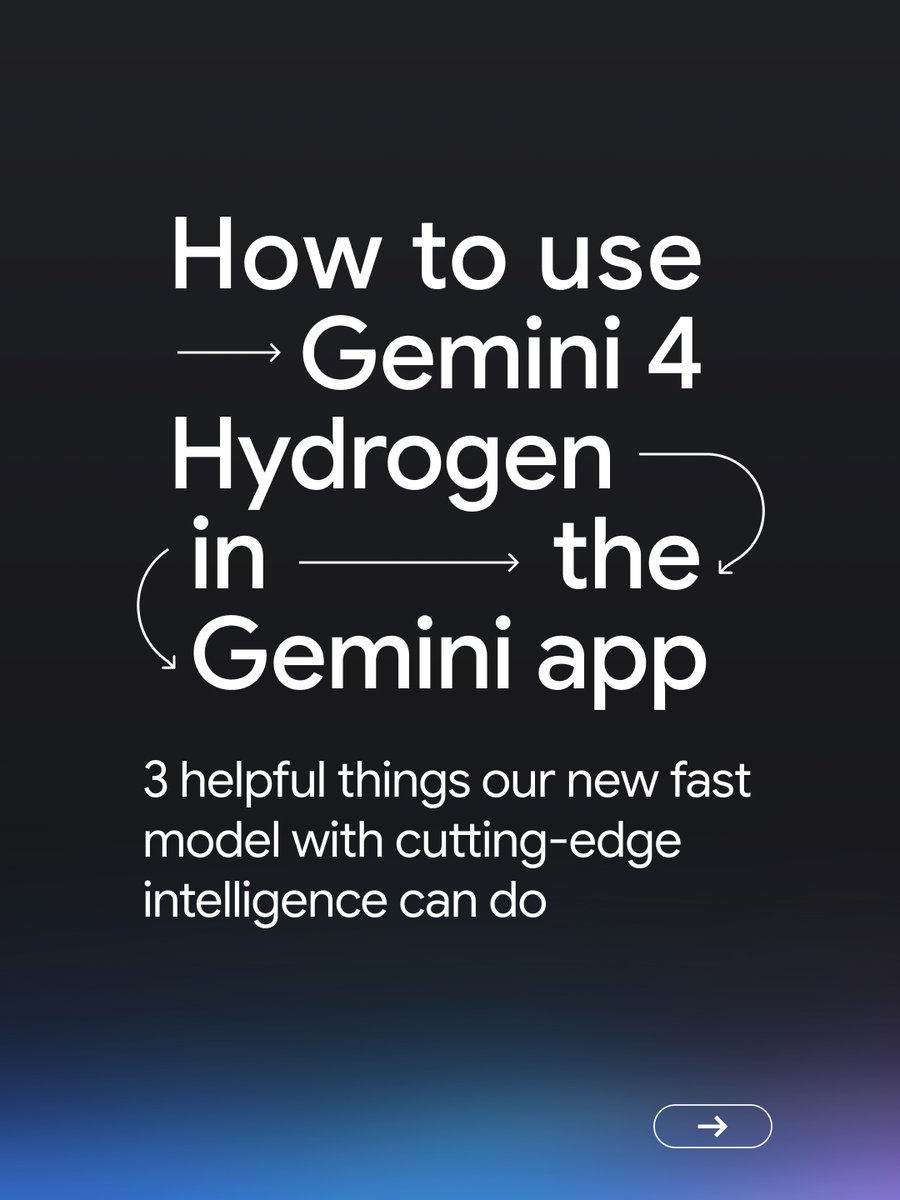 How to use
Gemini 4
Hydrogen
in the
Gemini app
3 helpful things our new fast
model with cutting-edge
intelligence can do